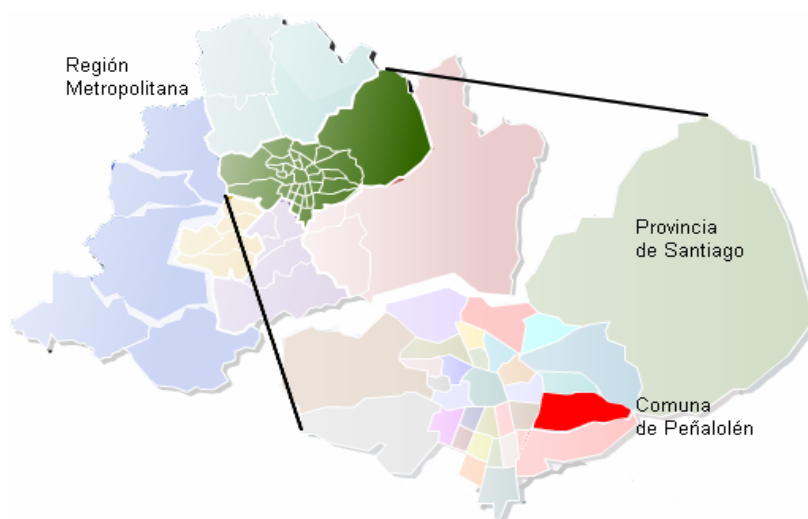 Región
Metropolitana
Provincia
de Santiago
Comuna
de Peñalolén